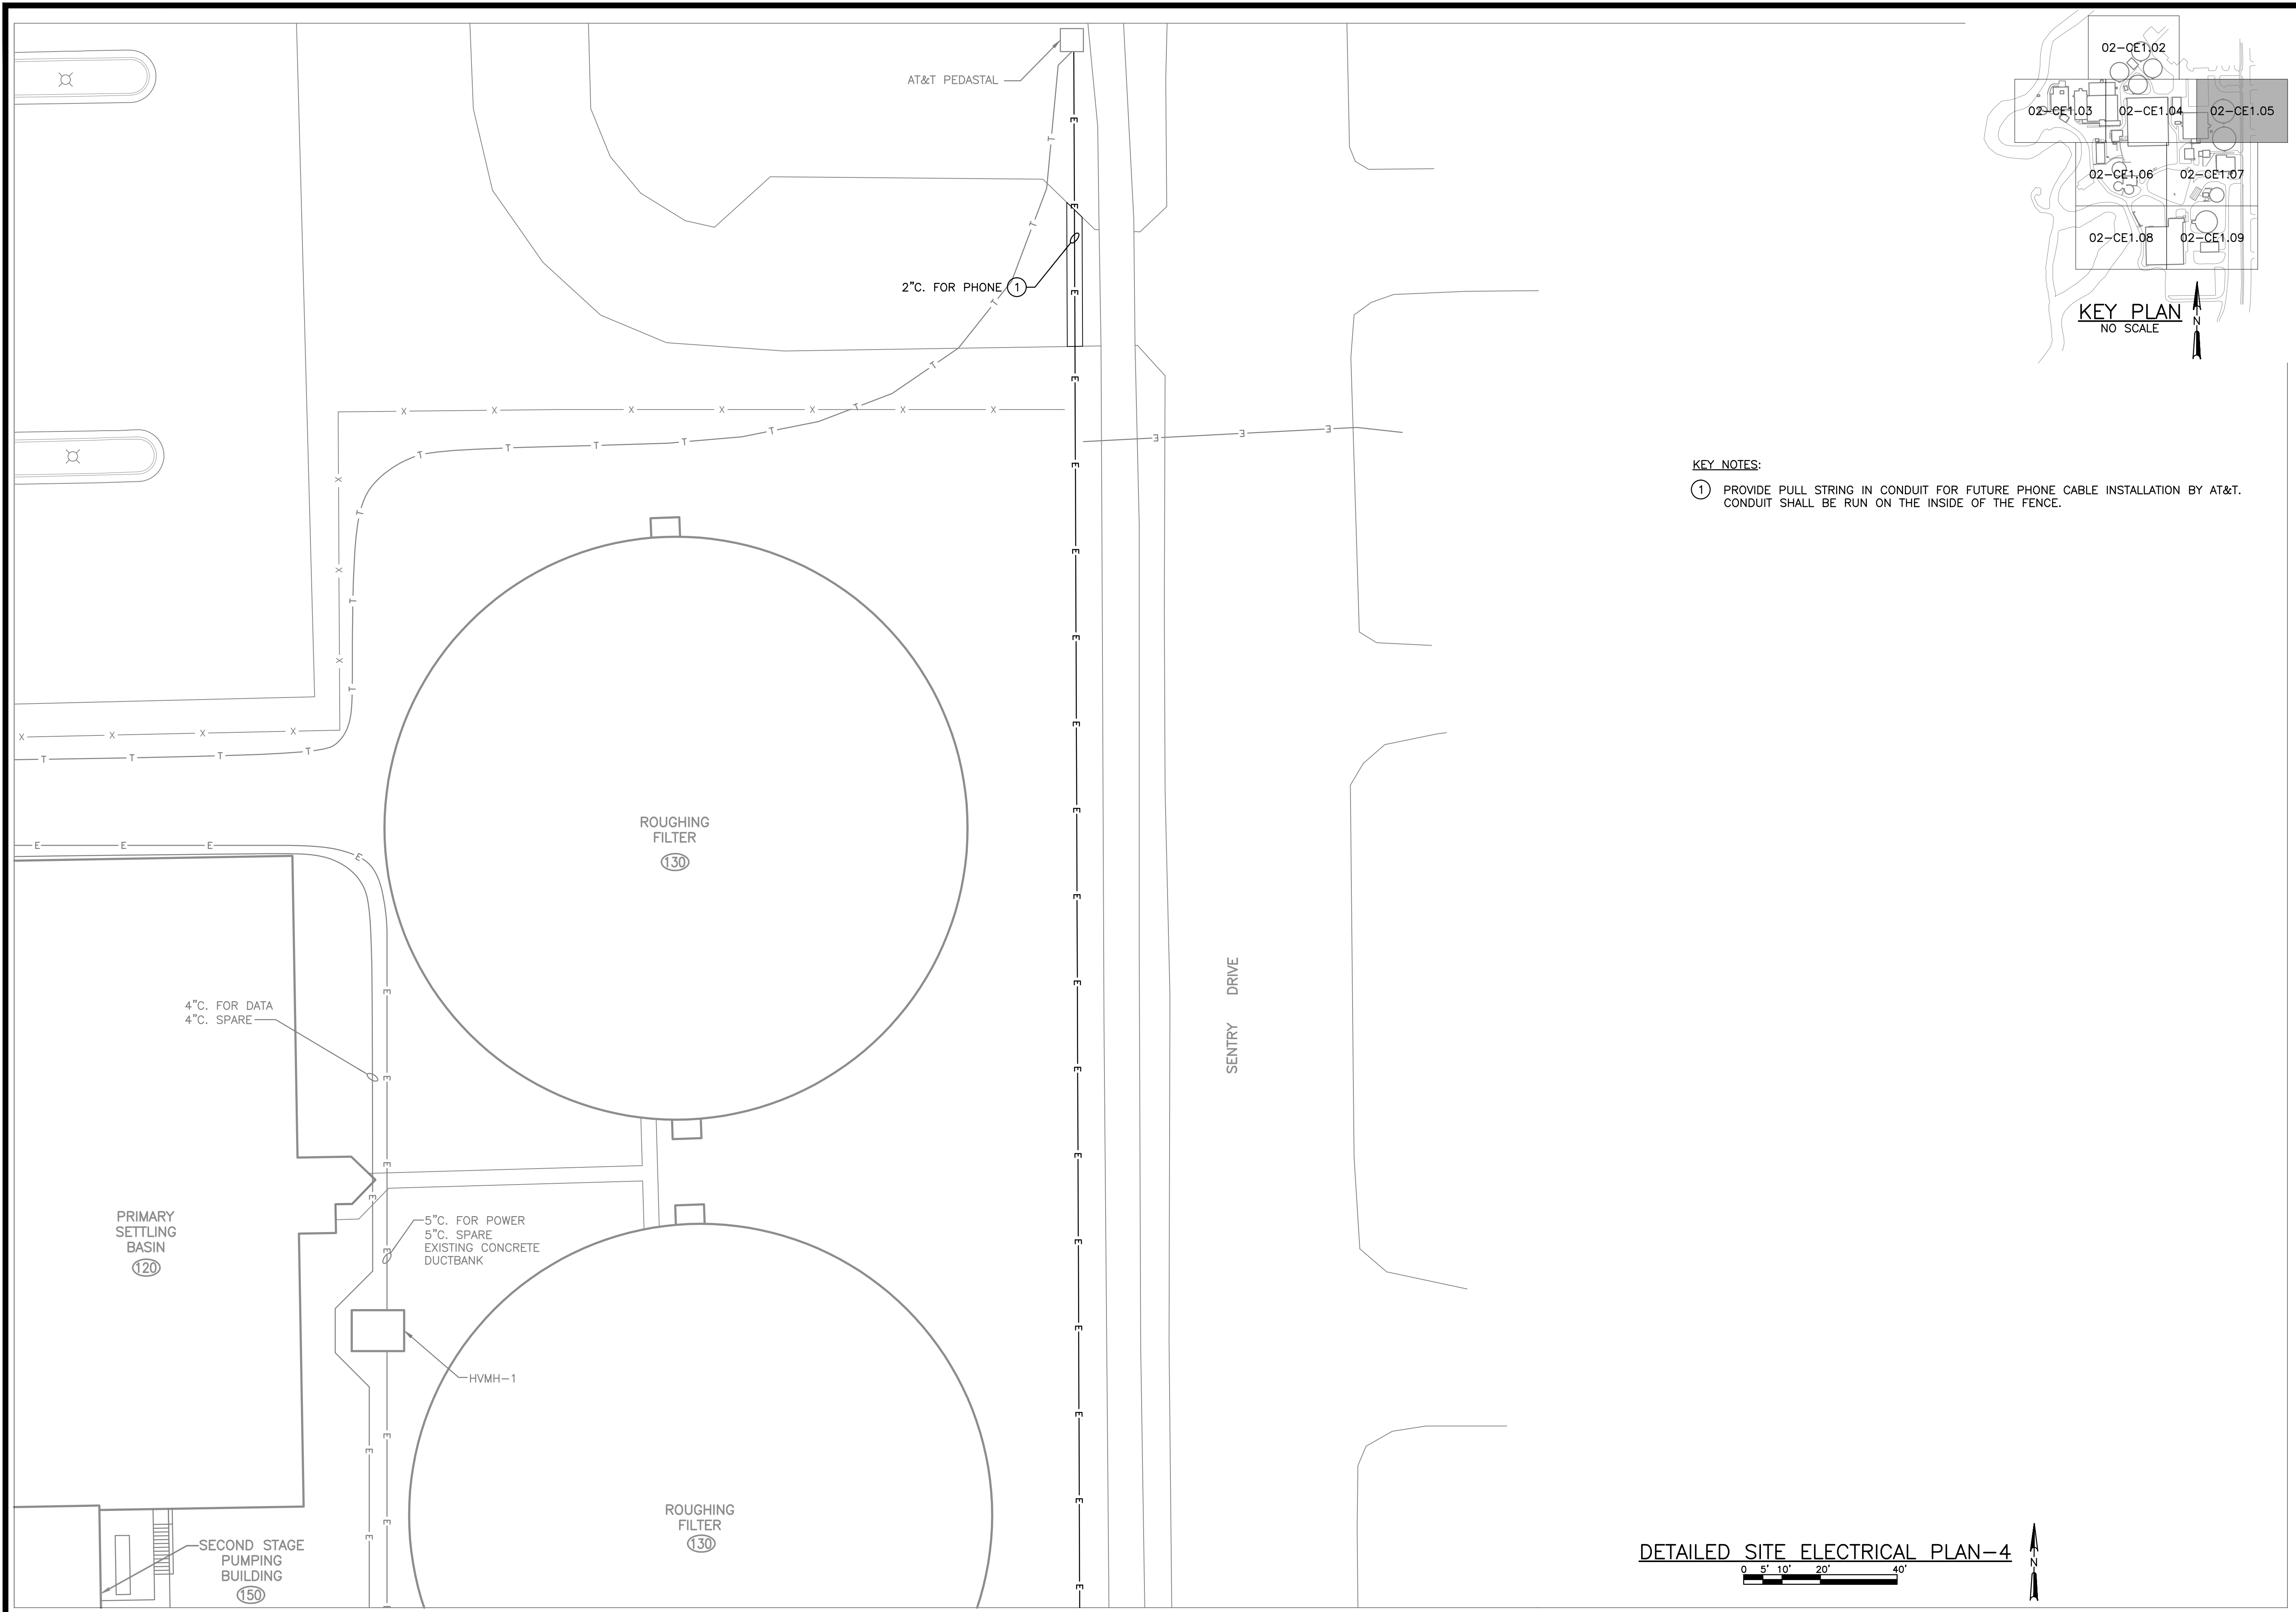 AT&T PEDASTAL
2"C. FOR PHONE 1
02-CE1.02
02-CE1.03
02-CE1.04
02-CE1.05
02-CE1.06
02-CE1.07
02-CE1.08
02-CE1.09
KEY PLAN
NO SCALE
N
KEY NOTES:
1 PROVIDE PULL STRING IN CONDUIT FOR FUTURE PHONE CABLE INSTALLATION BY AT&T.
CONDUIT SHALL BE RUN ON THE INSIDE OF THE FENCE.
ROUGHING
FILTER
130
4"C. FOR DATA
4"C. SPARE
SENTRY DRIVE
PRIMARY
SETTLING
BASIN
120
5"C. FOR POWER
5"C. SPARE
EXISTING CONCRETE
DUCTBANK
HVMH-1
ROUGHING
FILTER
130
SECOND STAGE
PUMPING
BUILDING
150
DETAILED SITE ELECTRICAL PLAN-4
0 5' 10' 20' 40'
N